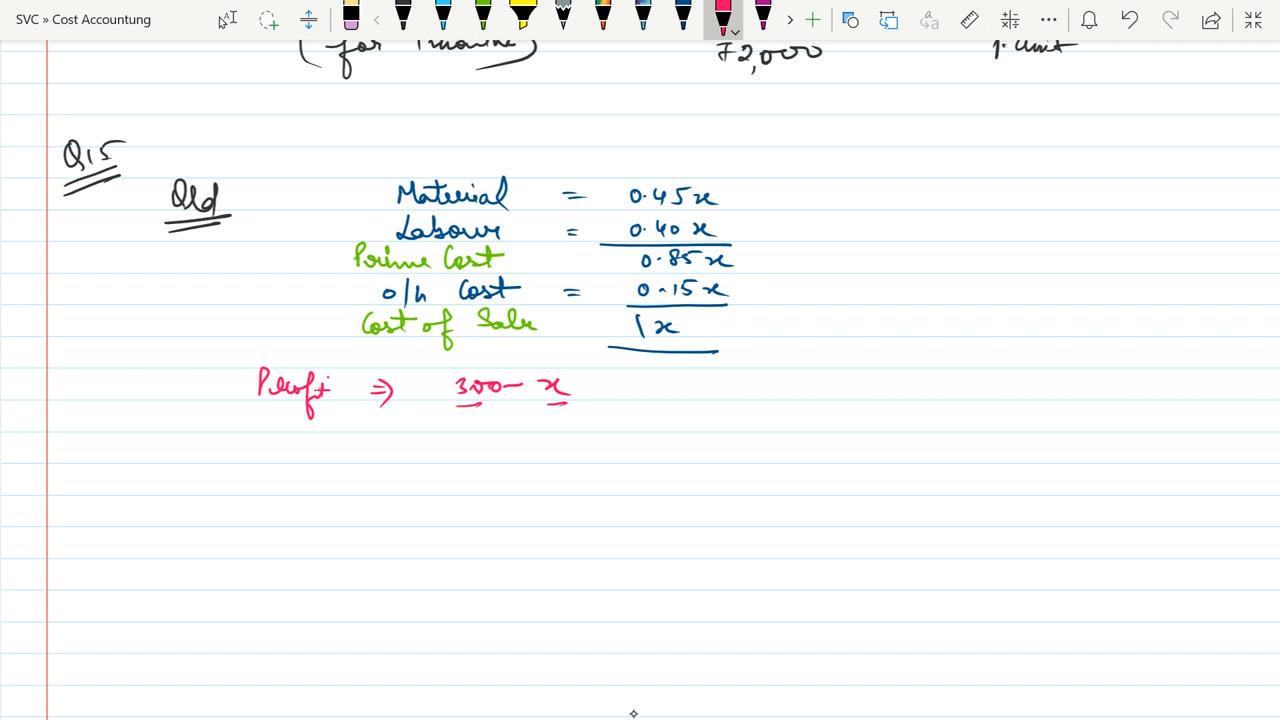 SVC » Cost Accountung
72,000
Q15
Old
Material = 0.45x
Labour = 0.40x
Prime Cost 0.85x
o/h Cost = 0.15x
Cost of Sale 1x
Profit ⇒ 300 - x